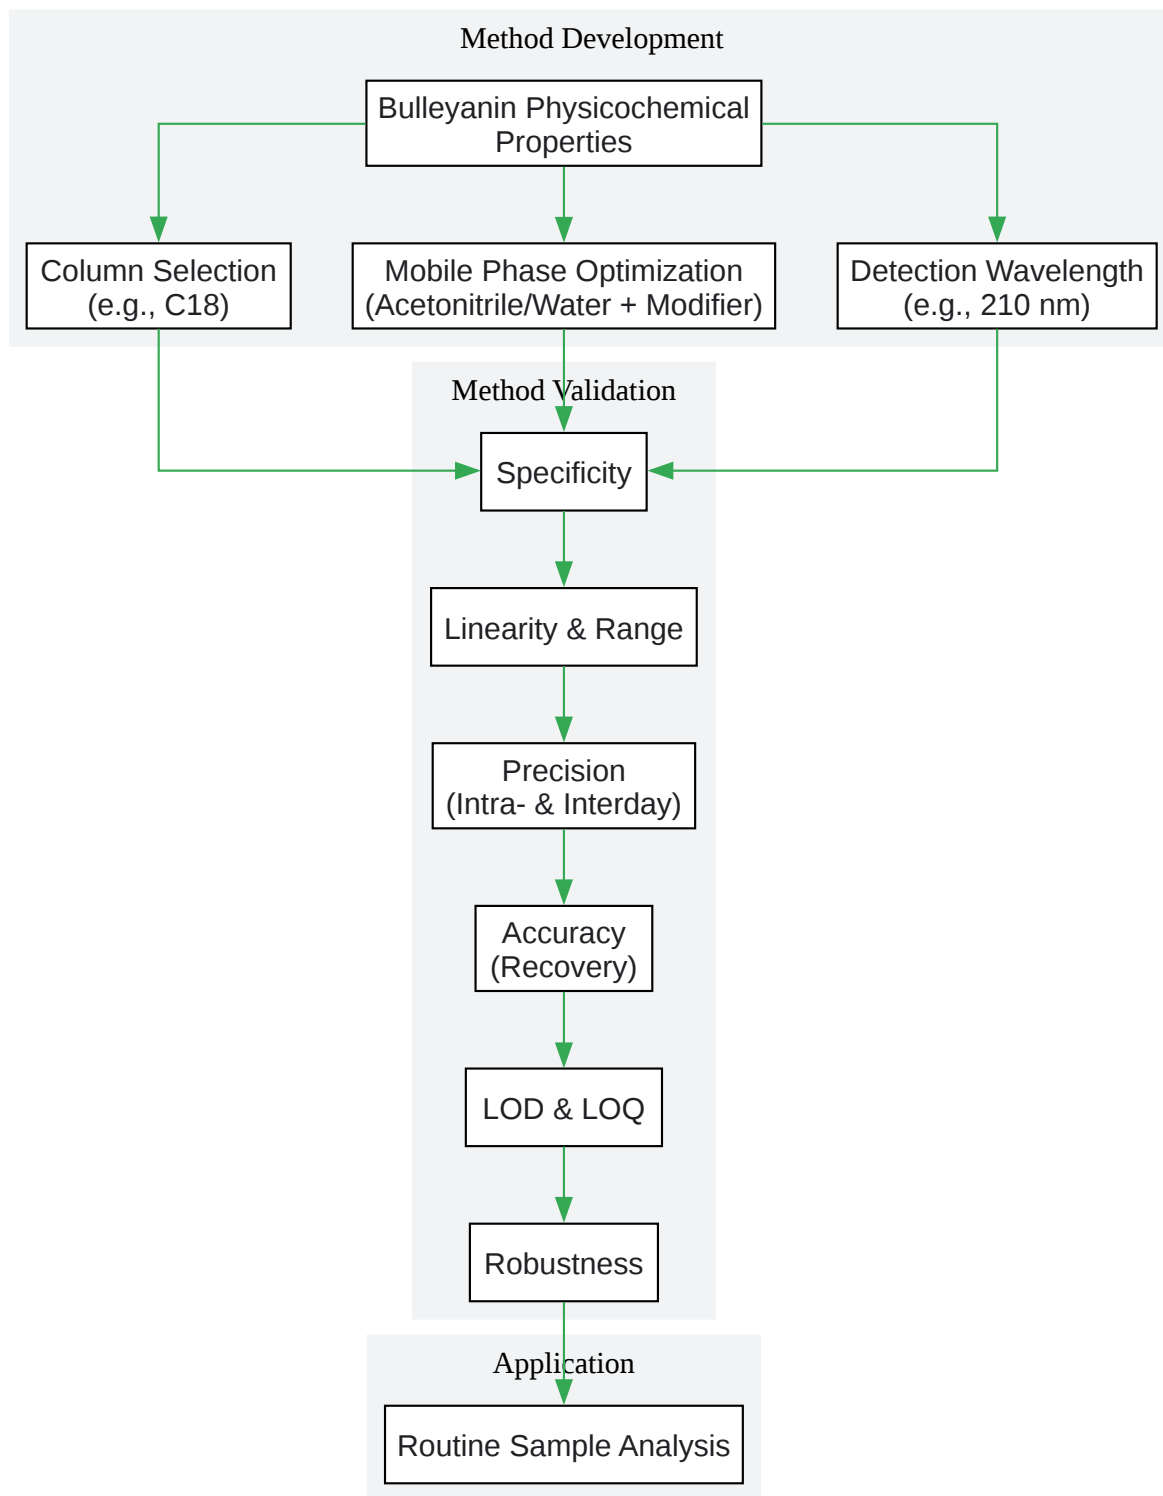 Method Development
Bulleyanin Physicochemical
Properties
Column Selection
(e.g., C18)
Mobile Phase Optimization
(Acetonitrile/Water + Modifier)
Detection Wavelength
(e.g., 210 nm)
Method Validation
Specificity
Linearity & Range
Precision
(Intra- & Interday)
Accuracy
(Recovery)
LOD & LOQ
Robustness
Application
Routine Sample Analysis